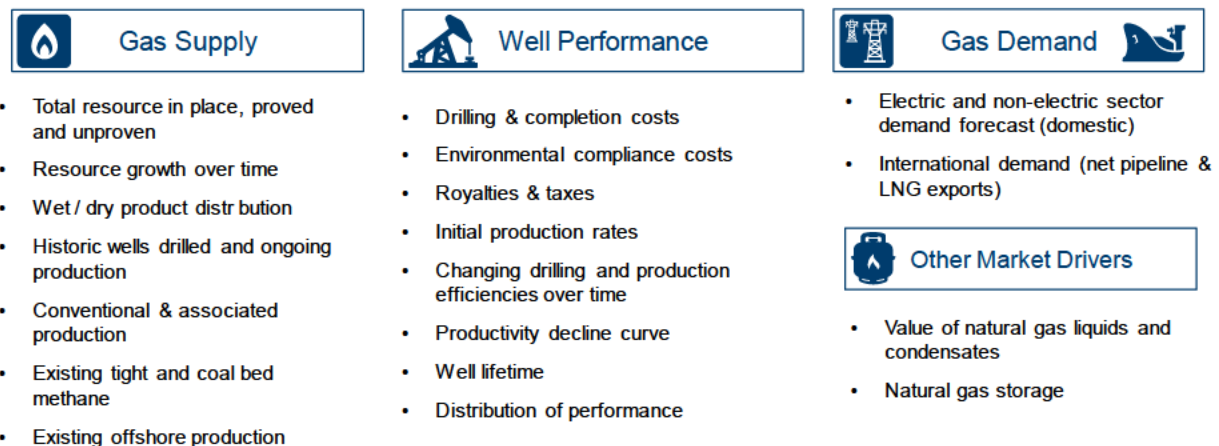 Gas Supply
• Total resource in place, proved
and unproven
• Resource growth over time
• Wet / dry product distr bution
• Historic wells drilled and ongoing
production
• Conventional & associated
production
• Existing tight and coal bed
methane
• Existing offshore production
Well Performance
• Drilling & completion costs
• Environmental compliance costs
• Royalties & taxes
• Initial production rates
• Changing drilling and production
efficiencies over time
• Productivity decline curve
• Well lifetime
• Distribution of performance
Gas Demand
• Electric and non-electric sector
demand forecast (domestic)
• International demand (net pipeline &
LNG exports)
Other Market Drivers
• Value of natural gas liquids and
condensates
• Natural gas storage